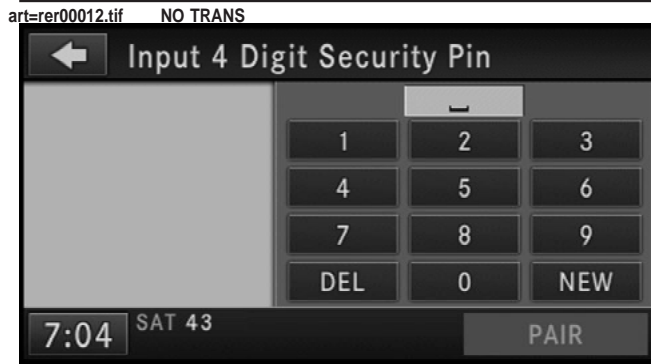 art=rer00012.tif NO TRANS
Input 4 Digit Security Pin
1 2 3
4 5 6
7 8 9
DEL 0 NEW
7:04 SAT 43 PAIR